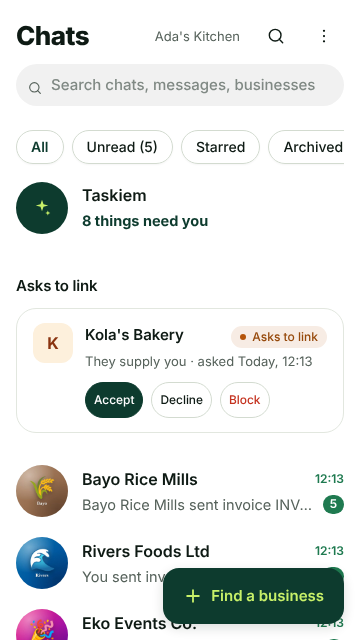 Chats
Ada's Kitchen
Search chats, messages, businesses
All
Unread (5)
Starred
Archived
Taskiem
8 things need you
Asks to link
K
Kola's Bakery
Asks to link
They supply you · asked Today, 12:13
Accept
Decline
Block
Bayo Rice Mills
12:13
Bayo Rice Mills sent invoice INV…
5
Bayo
Rivers Foods Ltd
12:13
You sent inv
Rivers
Find a business
Eko Events Co.